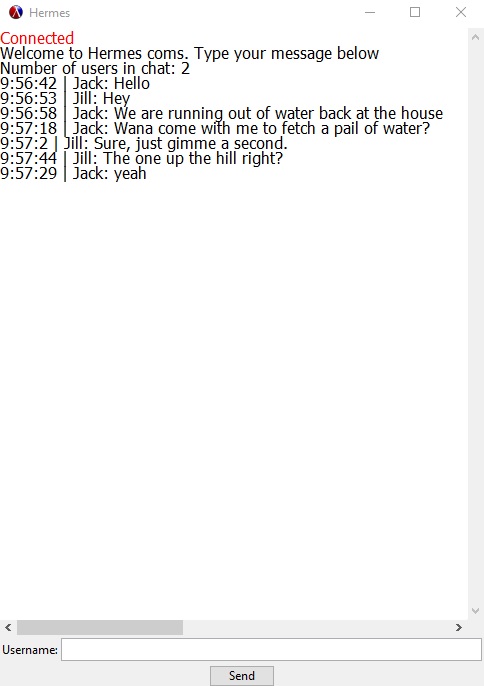 Hermes
Connected
Welcome to Hermes coms. Type your message below
Number of users in chat: 2
9:56:42 | Jack: Hello
9:56:53 | Jill: Hey
9:56:58 | Jack: We are running out of water back at the house
9:57:18 | Jack: Wana come with me to fetch a pail of water?
9:57:2 | Jill: Sure, just gimme a second.
9:57:44 | Jill: The one up the hill right?
9:57:29 | Jack: yeah
Username:
Send